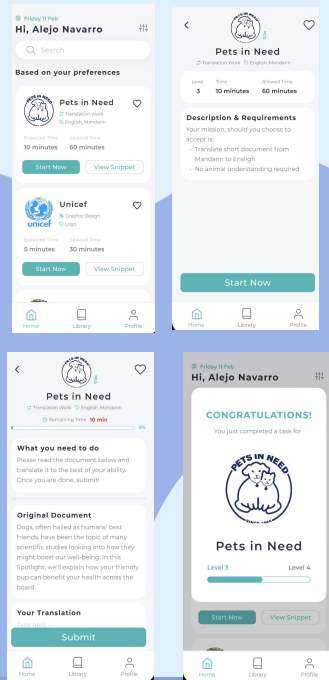 Friday 11 Feb
Hi, Alejo Navarro
Search
Based on your preferences
PETS IN NEED
Pets in Need
Translation Work
English, Mandarin
Expected Time
Allowed Time
10 minutes
60 minutes
Start Now
View Snippet
unicef
Unicef
Graphic Design
Logo
Expected Time
Allowed Time
5 minutes
30 minutes
Start Now
View Snippet
Home
Library
Profile
Pets in Need
Translation Work
English, Mandarin
Level
Time
Allowed Time
3
10 minutes
60 minutes
Description & Requirements
Your mission, should you choose to
accept is:
- Translate short document from
Mandarin to Enaligh
- No animal understanding required
Start Now
Home
Library
Profile
Pets in Need
Translation Work
English, Mandarin
Remaining Time 10 min
0%
What you need to do
Please read the document below and
translate it to the best of your ability.
Once you are done, submit!
Original Document
Dogs, often hailed as humans' best
friends, have been the topic of many
scientific studies looking into how they
might boost our well-being. In this
Spotlight, we'll explain how your friendly
pup can benefit your health across the
board.
Your Translation
Type here...
Submit
Home
Library
Profile
Friday 11 Feb
Hi, Alejo Navarro
CONGRATULATIONS!
You just completed a task for
PETS IN NEED
Pets in Need
Level 3
Level 4
Start Now
View Snippet
Home
Library
Profile